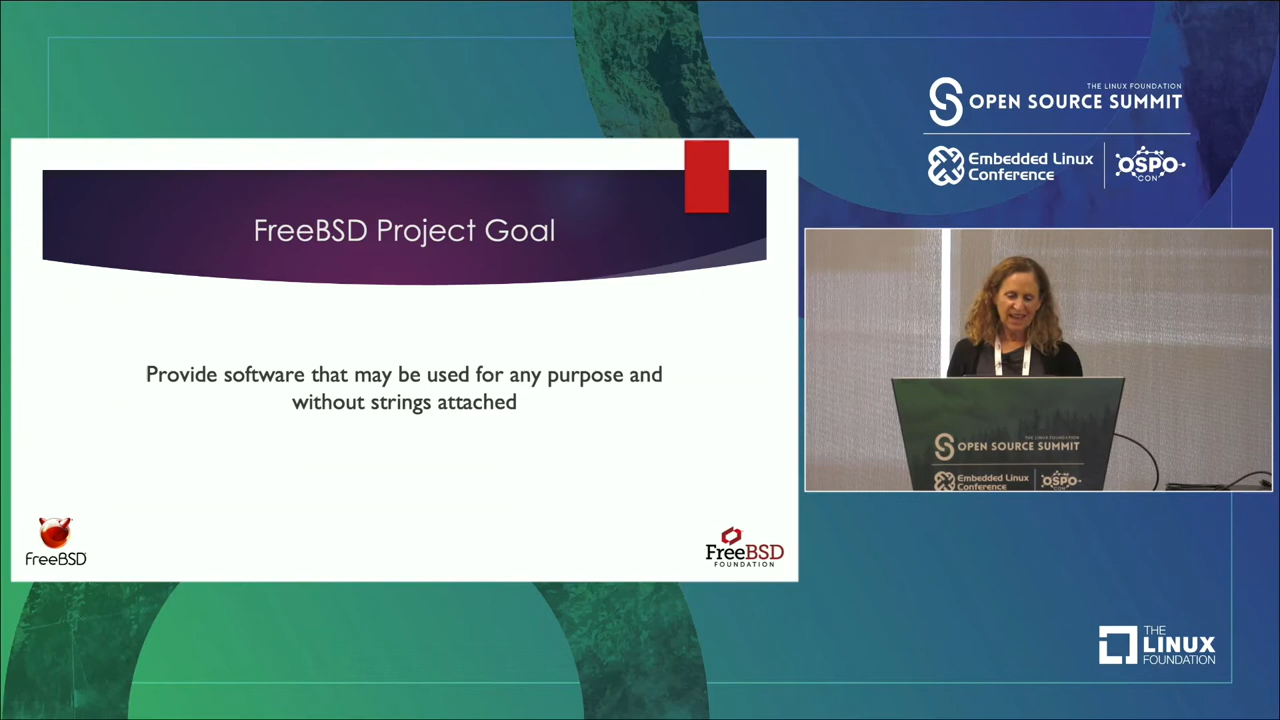 THE LINUX FOUNDATION
OPEN SOURCE SUMMIT
Embedded Linux
Conference
OSPO
CON
FreeBSD Project Goal
Provide software that may be used for any purpose and
without strings attached
FreeBSD
FreeBSD
FOUNDATION
THE LINUX FOUNDATION
OPEN SOURCE SUMMIT
Embedded Linux
Conference
OSPO
CON
THE
LINUX
FOUNDATION